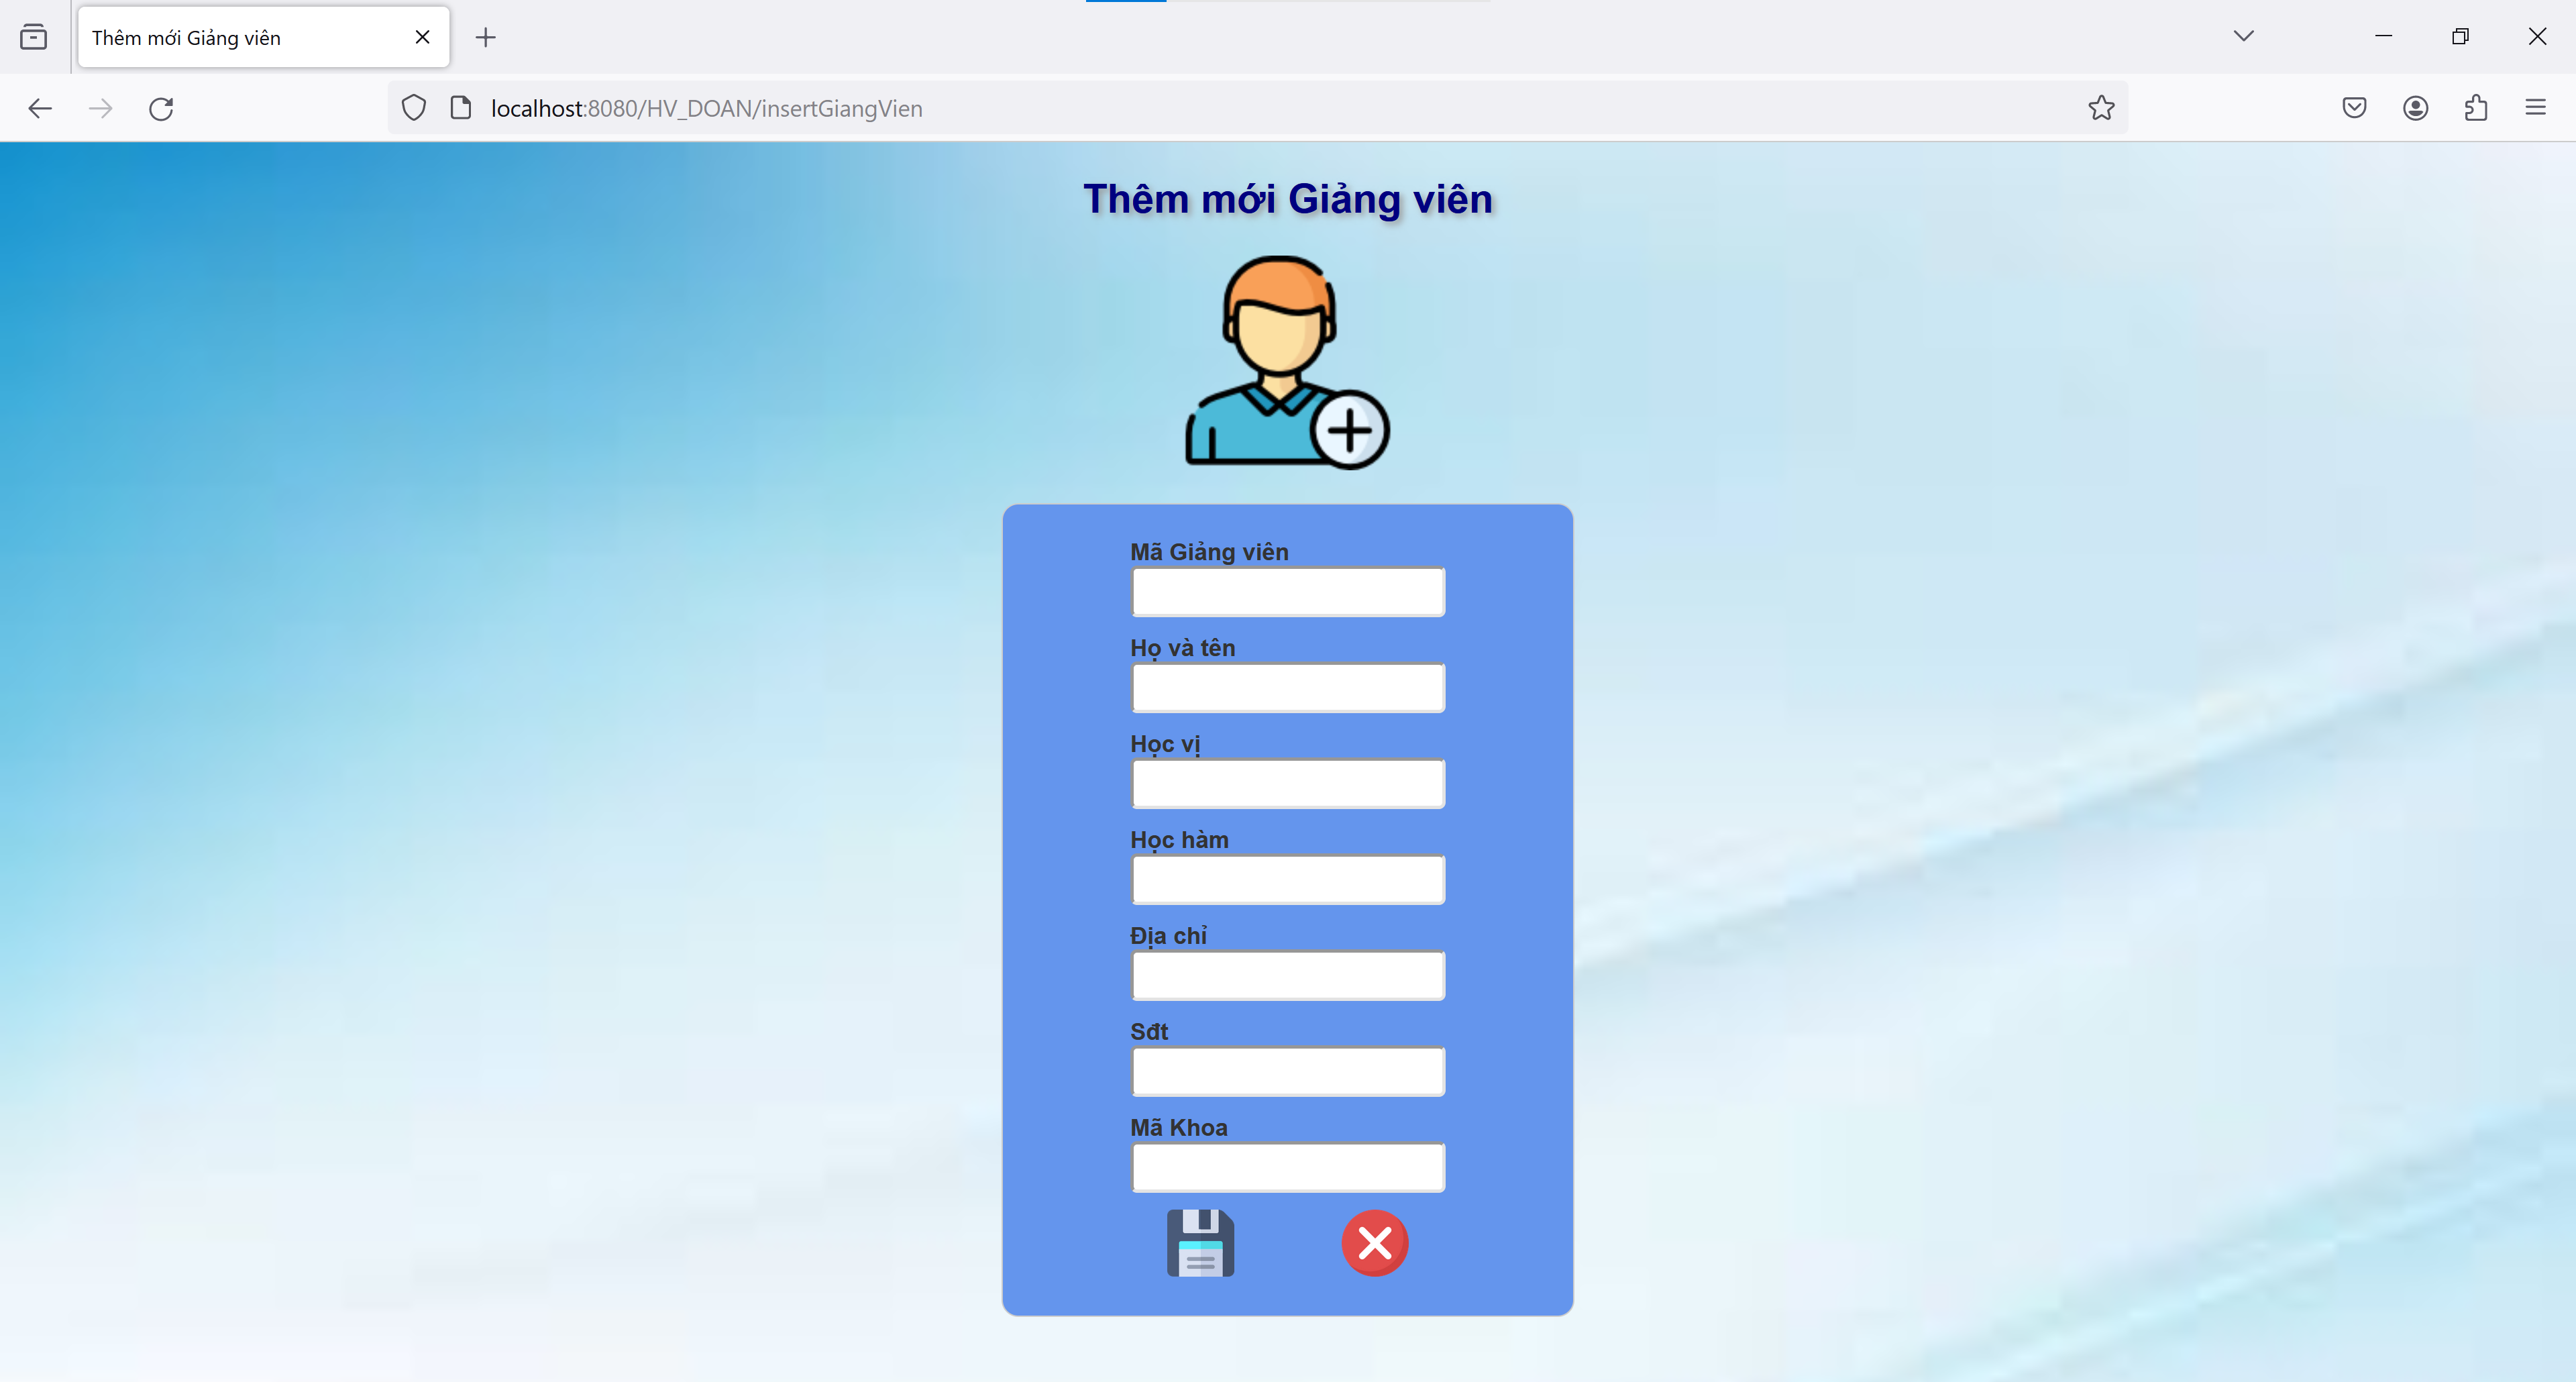 Thêm mới Giảng viên
localhost:8080/HV_DOAN/insertGiangVien
Thêm mới Giảng viên
Mã Giảng viên
Họ và tên
Học vị
Học hàm
Địa chỉ
Sđt
Mã Khoa